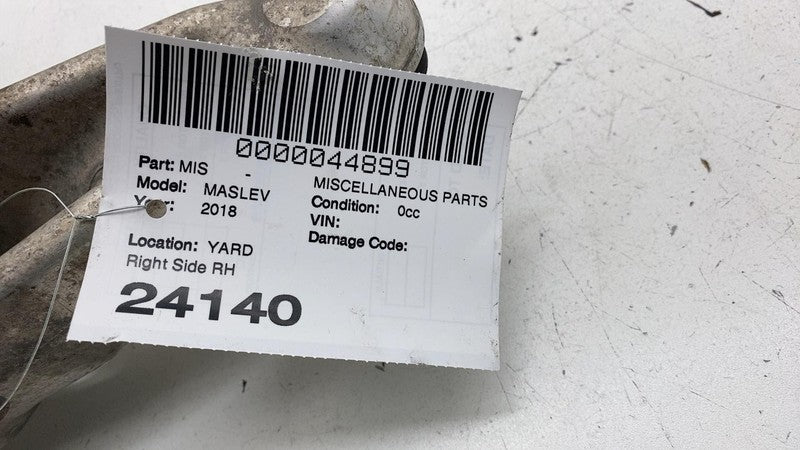 0000044899
Part: MIS - MISCELLANEOUS PARTS
Model: MASLEV Condition: 0cc
Year: 2018 VIN:
Damage Code:
Location: YARD
Right Side RH
24140